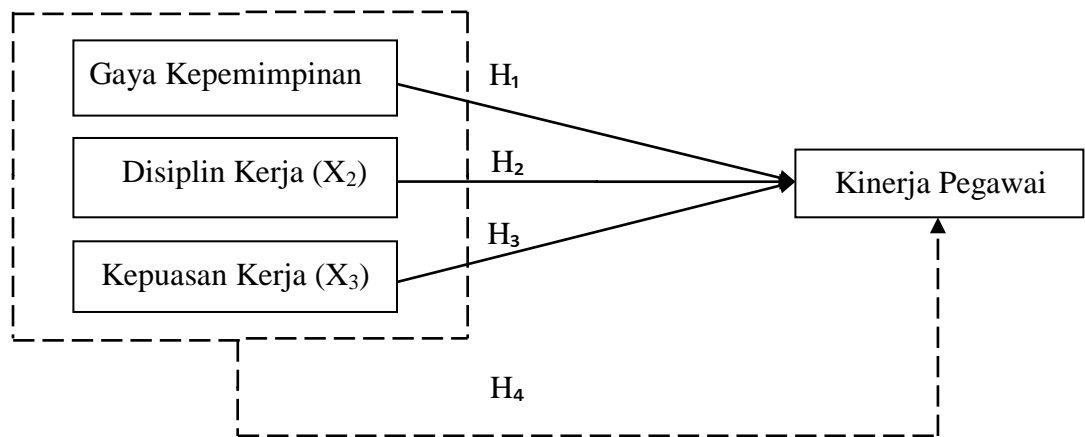 Gaya Kepemimpinan
H₁
Disiplin Kerja (X₂)
H₂
Kinerja Pegawai
H₃
Kepuasan Kerja (X₃)
H₄